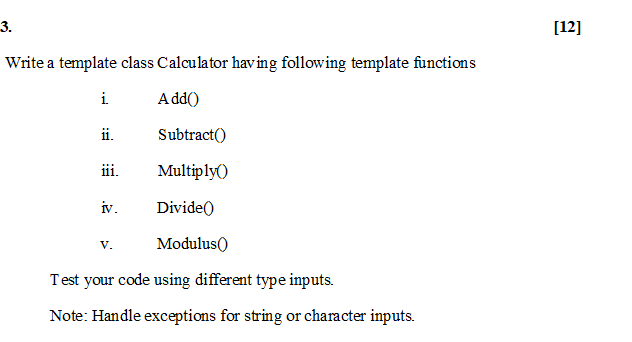 3. [12]
Write a template class Calculator having following template functions
i. Add()
ii. Subtract()
iii. Multiply()
iv. Divide()
v. Modulus()
Test your code using different type inputs.
Note: Handle exceptions for string or character inputs.